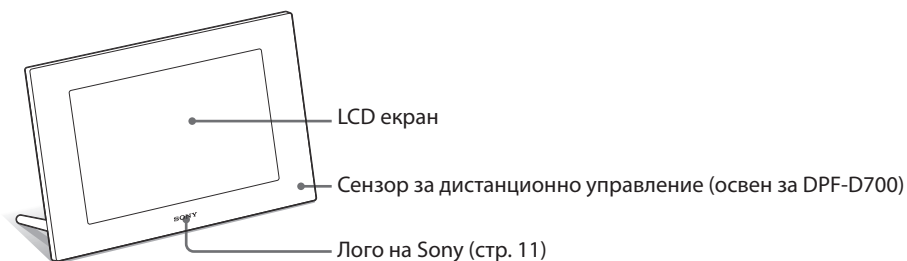 LCD екран
Сензор за дистанционно управление (освен за DPF-D700)
SONY
Лого на Sony (стр. 11)